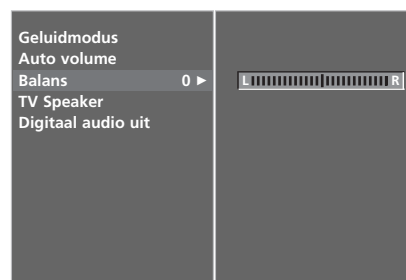 Geluidmodus
Auto volume
Balans 0 ►
L R
TV Speaker
Digitaal audio uit